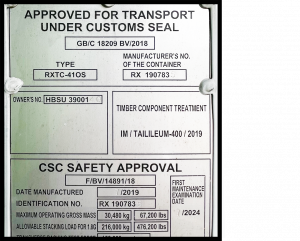 APPROVED FOR TRANSPORT
UNDER CUSTOMS SEAL
GB/C 18209 BV/2018
TYPE
RXTC-41OS
MANUFACTURER'S NO.
OF THE CONTAINER
RX 190783
OWNER'S NO. HBSU 39001
TIMBER COMPONENT TREATMENT
IM / TAILILEUM-400 / 2019
CSC SAFETY APPROVAL
F/BV/14891/18
DATE MANUFACTURED /2019
IDENTIFICATION NO. RX 190783
MAXIMUM OPERATING GROSS MASS 30,480 kg 67,200 lbs
ALLOWABLE STACKING LOAD FOR 1.8G 216,000 kg 476,200 lbs
FIRST
MAINTENANCE
EXAMINATION
DATE
/2024